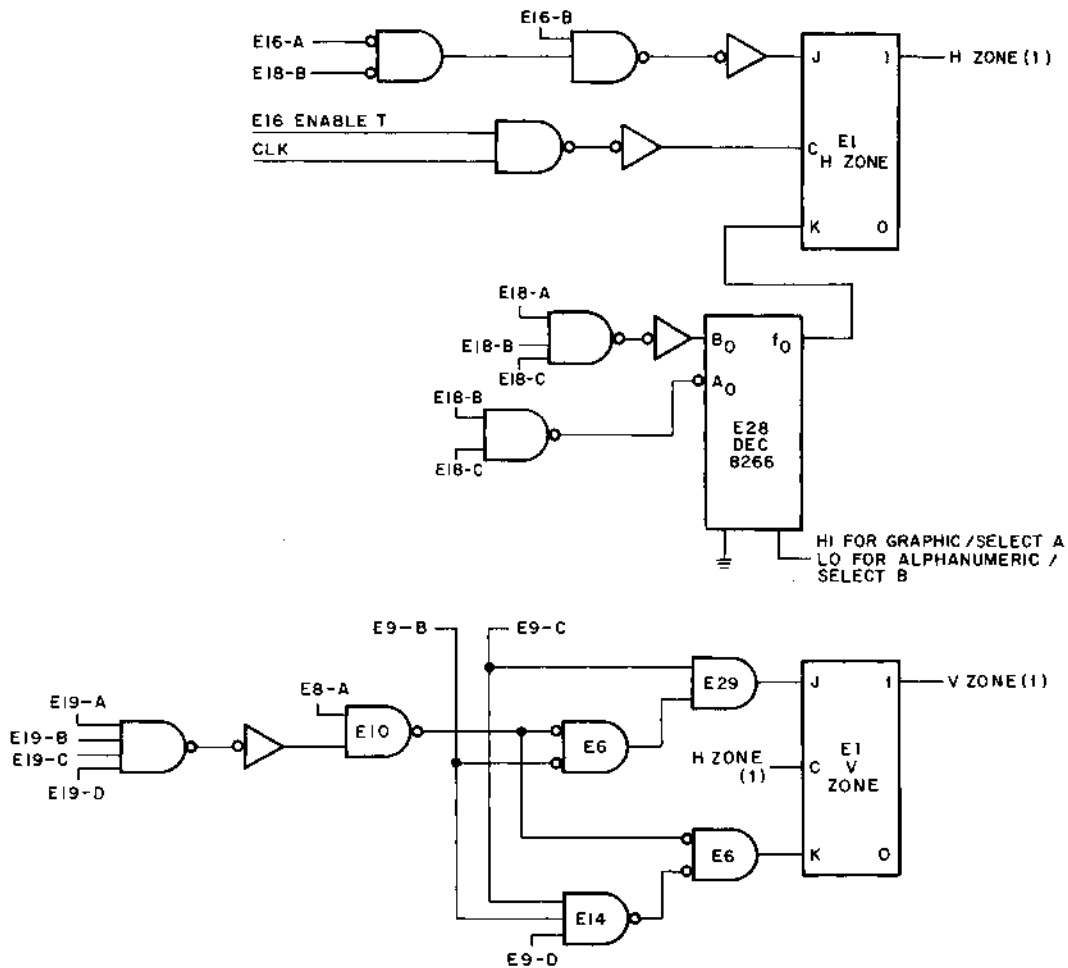 E16-B
E16-A
E18-B
J
1
H ZONE (1)
E16 ENABLE T
CLK
C
E1
H ZONE
K
0
E18-A
E18-B
E18-C
B0
f0
A0
E18-B
E18-C
E28
DEC
8266
HI FOR GRAPHIC/SELECT A
LO FOR ALPHANUMERIC /
SELECT B
E9-B
E9-C
E19-A
E19-B
E19-C
E19-D
E8-A
E10
E6
E29
J
1
V ZONE(1)
H ZONE
(1)
C
E1
V
ZONE
E6
K
0
E14
E9-D